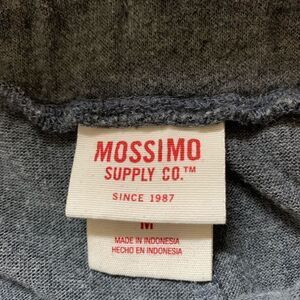 MOSSIMO
SUPPLY CO.™
SINCE 1987
M
MADE IN INDONESIA
HECHO EN INDONESIA